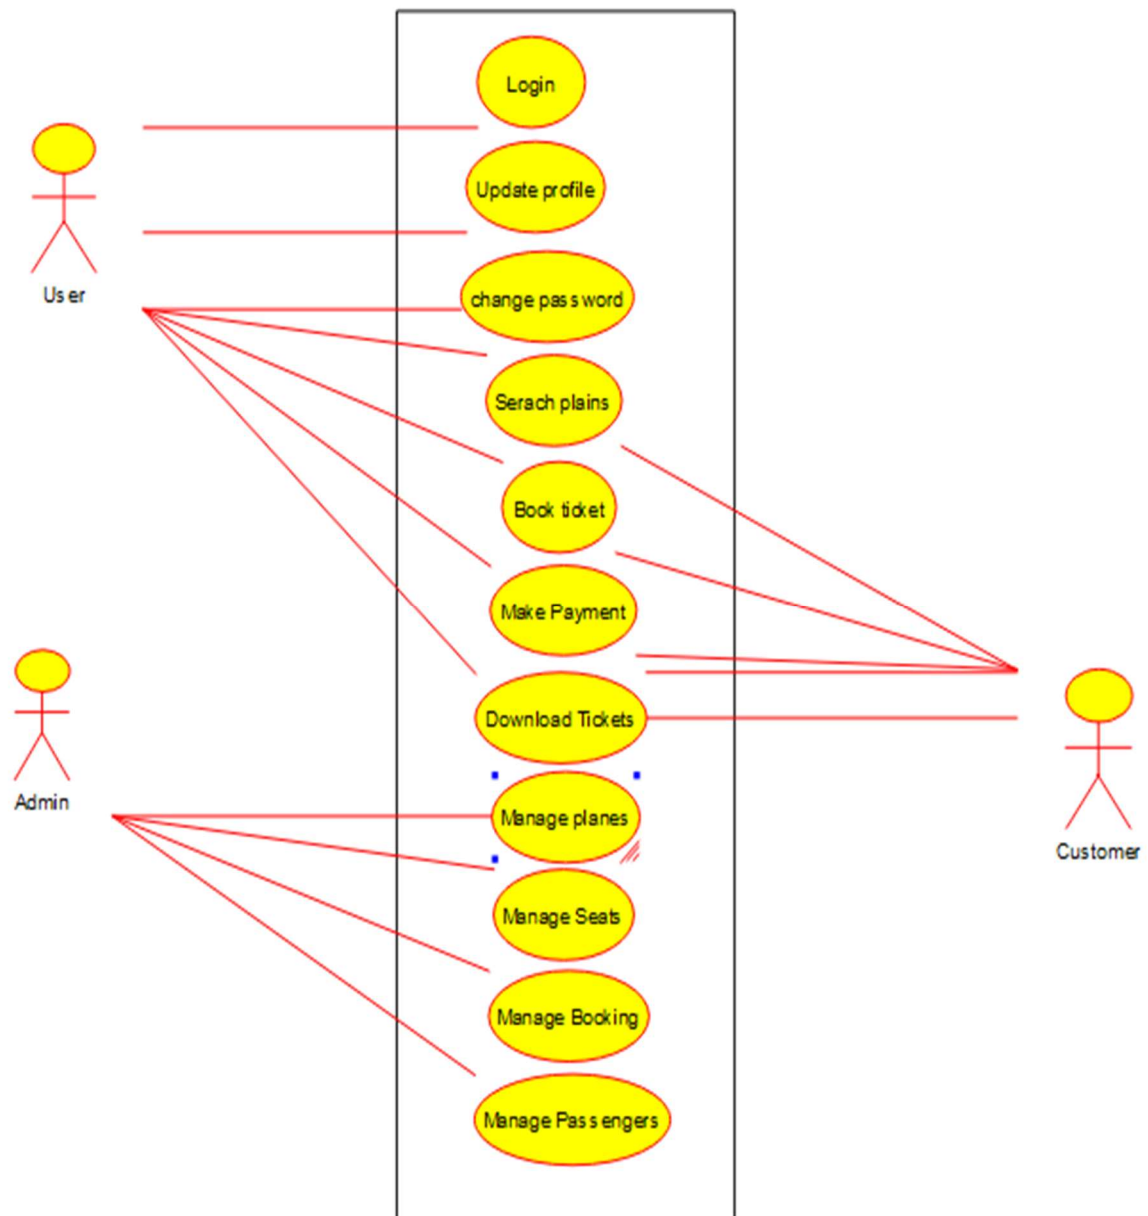 Login
Update profile
User
change password
Serach plains
Book ticket
Make Payment
Download Tickets
Admin
Manage planes
Customer
Manage Seats
Manage Booking
Manage Passengers